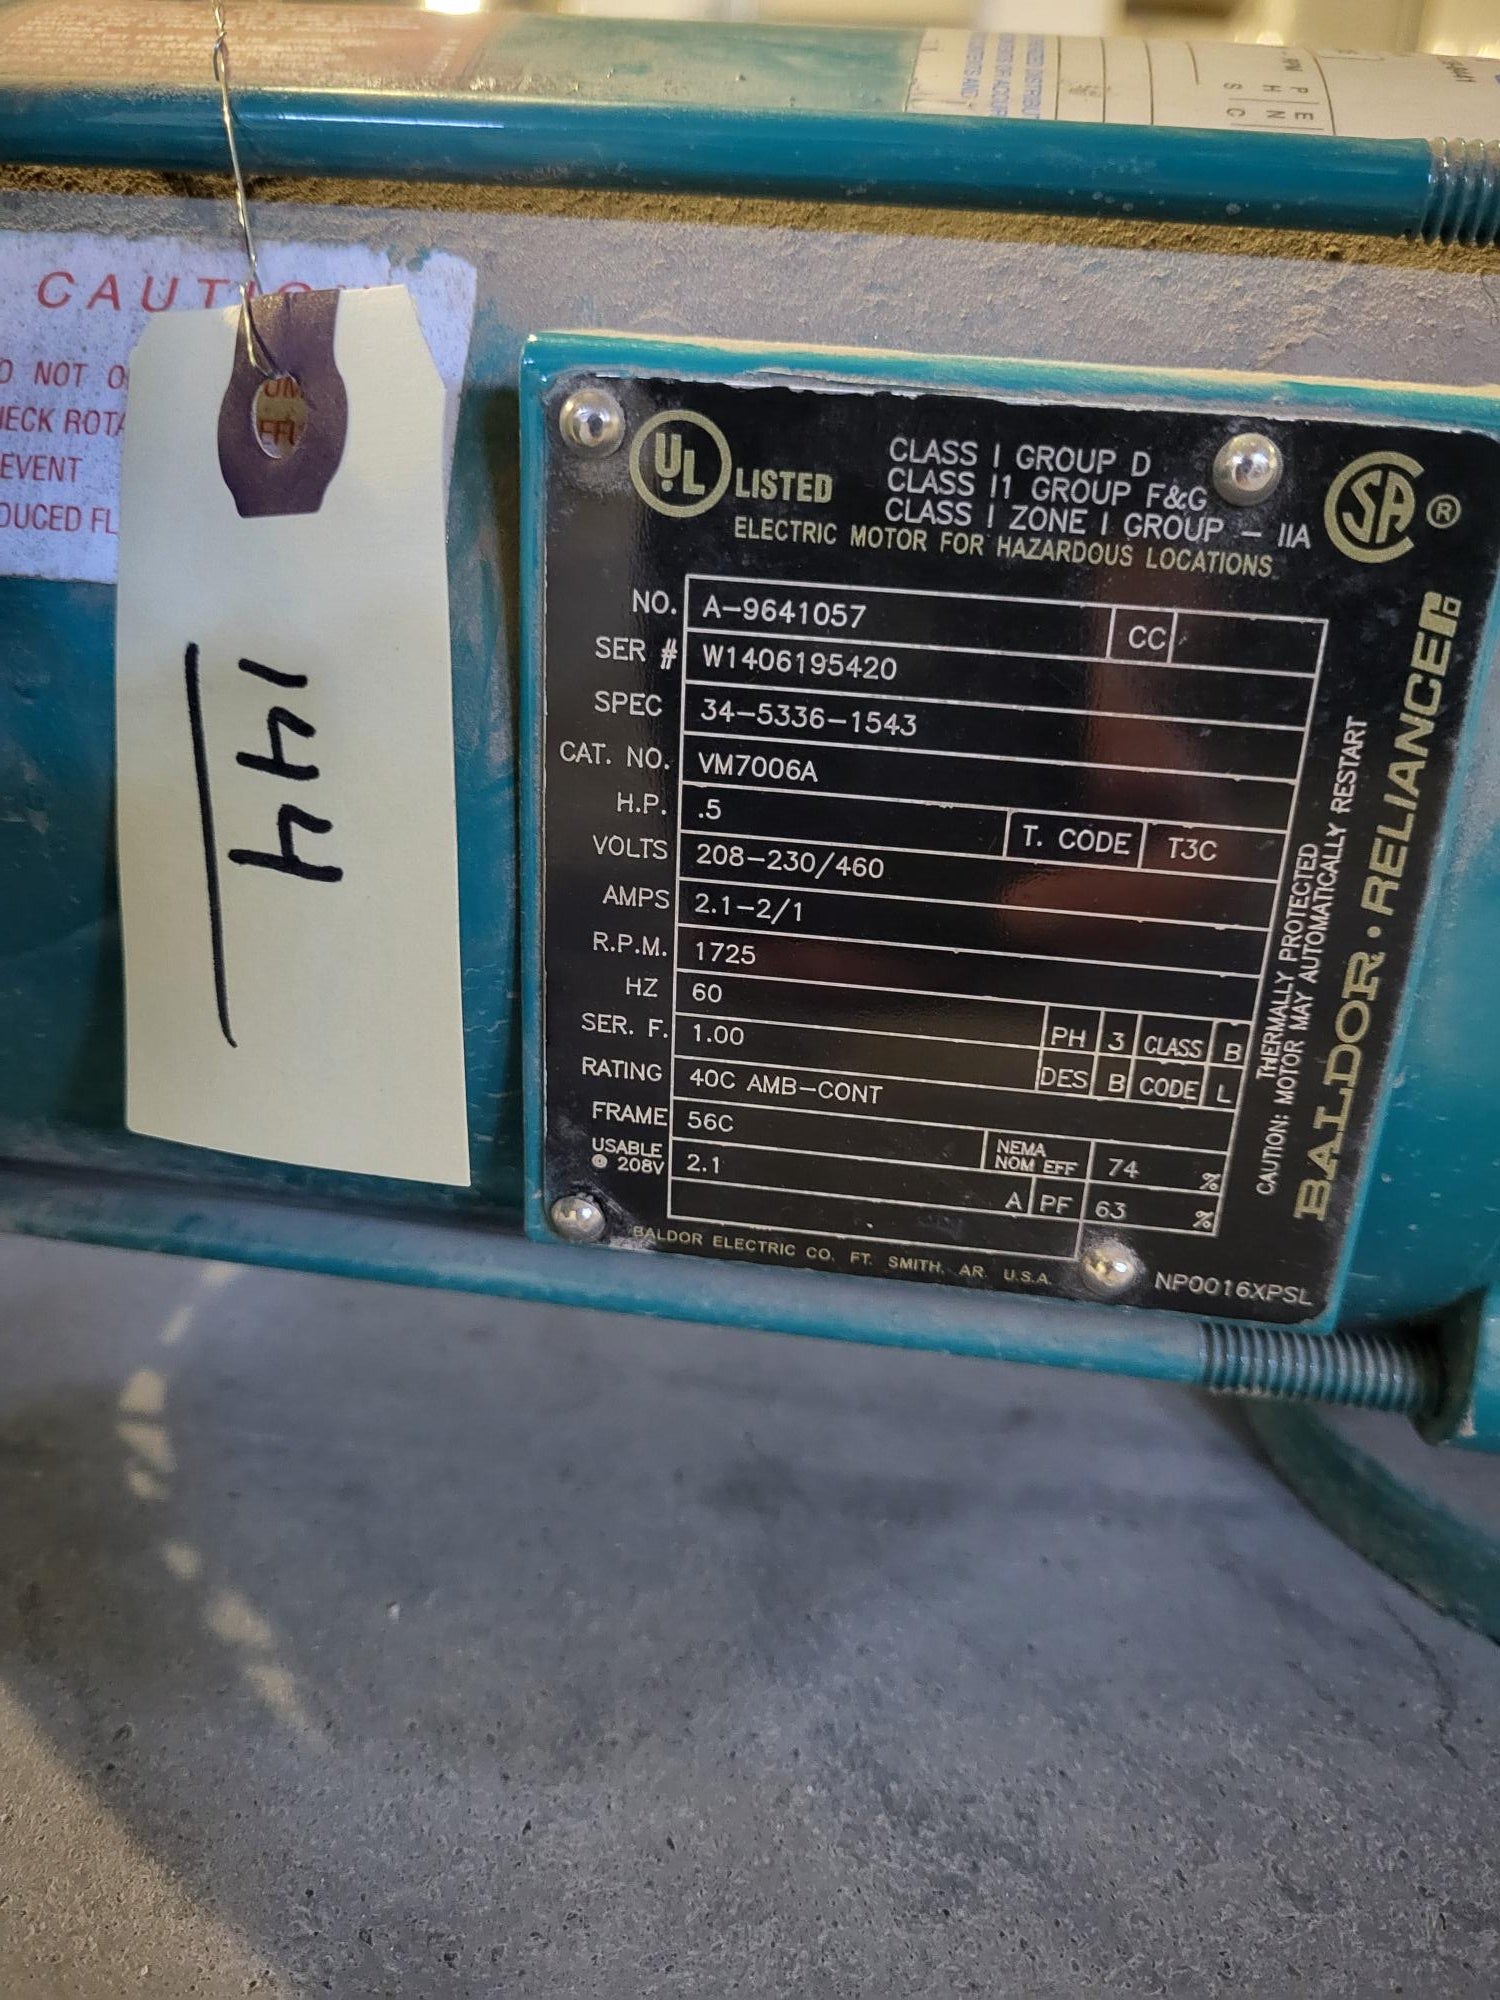 CAUTION
NOT
ROTA
EVENT
DUCED FL
144
UL LISTED
CLASS I GROUP D
CLASS I1 GROUP F&G
CLASS I ZONE I GROUP – IIA
ELECTRIC MOTOR FOR HAZARDOUS LOCATIONS
SA ®
NO. A-9641057 CC
SER # W1406195420
SPEC 34-5336-1543
CAT. NO. VM7006A
H.P. .5 T. CODE T3C
VOLTS 208-230/460
AMPS 2.1-2/1
R.P.M. 1725
HZ 60 PH 3 CLASS B
SER. F. 1.00 DES B CODE L
RATING 40C AMB-CONT
FRAME 56C NEMA NOM EFF 74 %
USABLE @ 208V 2.1 A PF 63 %
BALDOR ELECTRIC CO. FT. SMITH, AR. U.S.A.
NP0016XPSL
THERMALLY PROTECTED
CAUTION: MOTOR MAY AUTOMATICALLY RESTART
BALDOR • RELIANCE